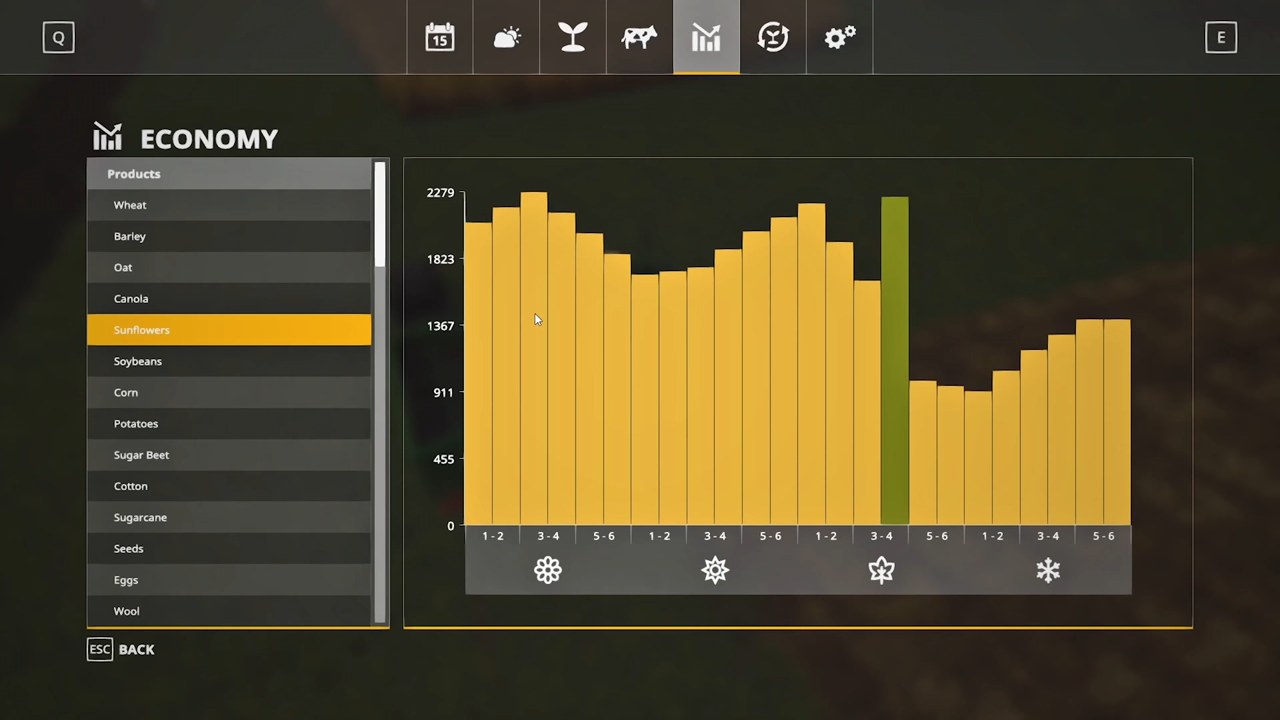 Q
15
E
ECONOMY
Products
Wheat
Barley
Oat
Canola
Sunflowers
Soybeans
Corn
Potatoes
Sugar Beet
Cotton
Sugarcane
Seeds
Eggs
Wool
2279
1823
1367
911
455
0
1 - 2 3 - 4 5 - 6 1 - 2 3 - 4 5 - 6 1 - 2 3 - 4 5 - 6 1 - 2 3 - 4 5 - 6
ESC BACK